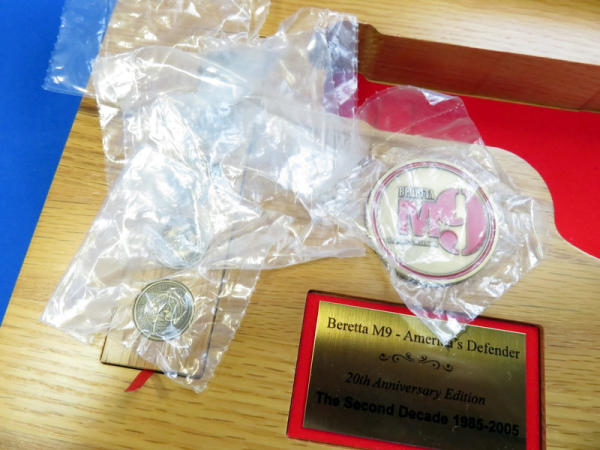 BERETTA
M9
Beretta M9 - America's Defender
20th Anniversary Edition
The Second Decade 1985-2005